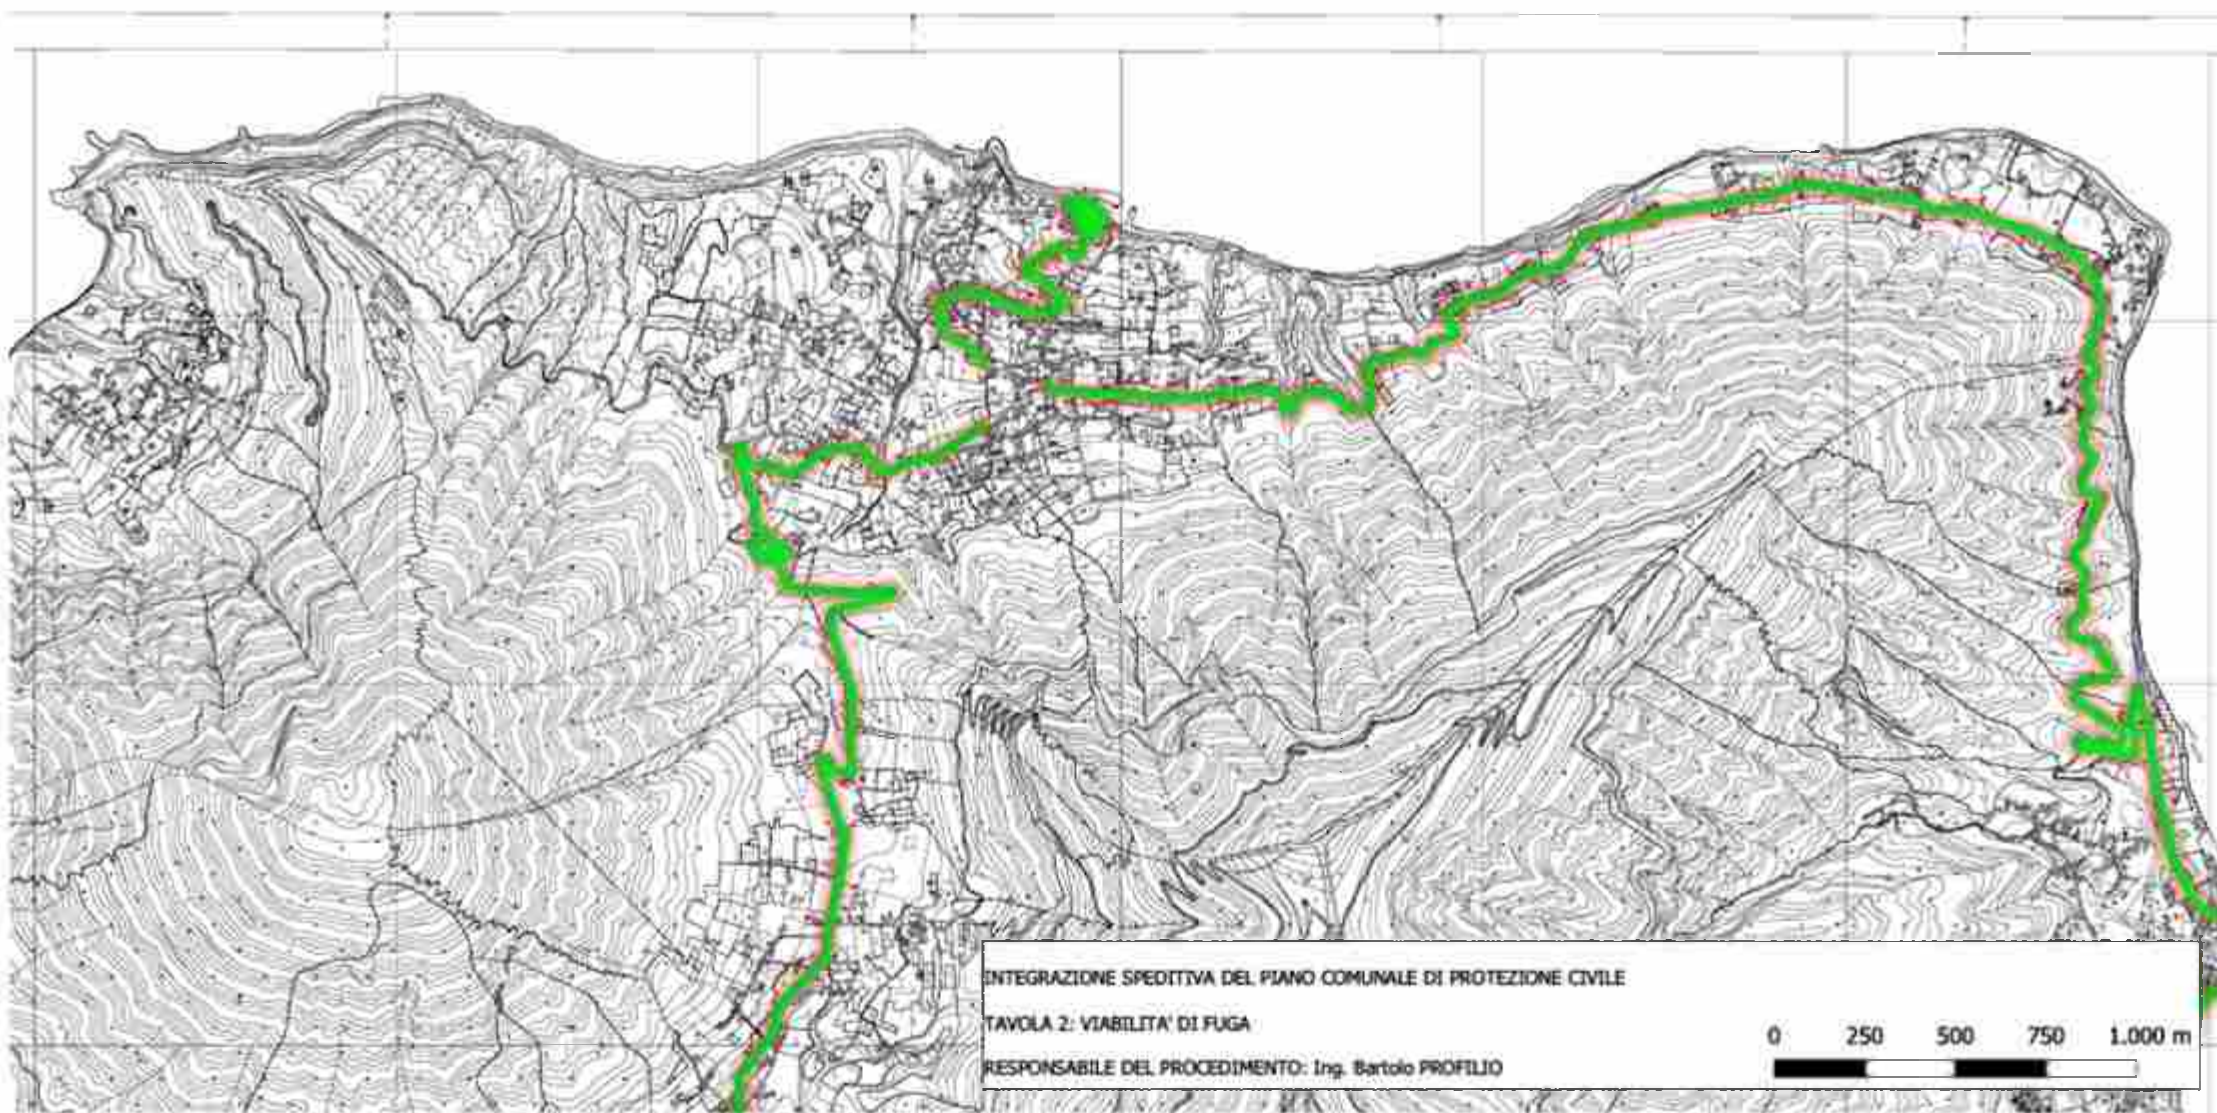 INTEGRAZIONE SPEDITIVA DEL PIANO COMUNALE DI PROTEZIONE CIVILE
TAVOLA 2: VIABILITA' DI FUGA
RESPONSABILE DEL PROCEDIMENTO: Ing. Bartolo PROFILIO
0 250 500 750 1.000 m